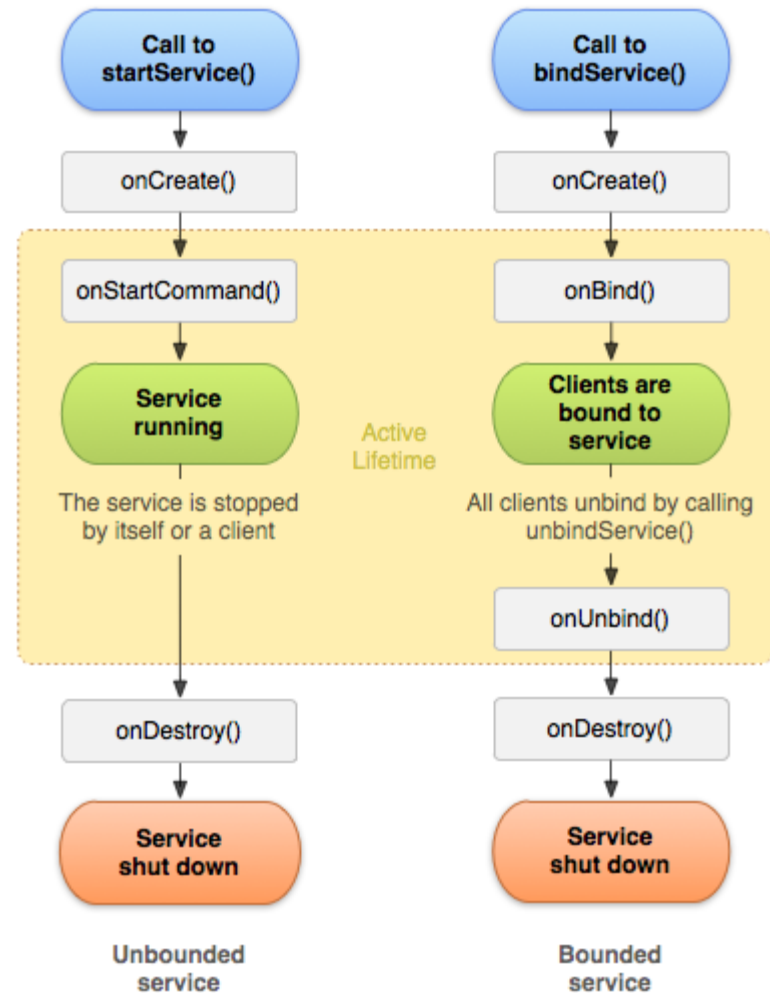 Call to
startService()
onCreate()
onStartCommand()
Service
running
The service is stopped
by itself or a client
onDestroy()
Service
shut down
Unbounded
service
Active
Lifetime
Call to
bindService()
onCreate()
onBind()
Clients are
bound to
service
All clients unbind by calling
unbindService()
onUnbind()
onDestroy()
Service
shut down
Bounded
service